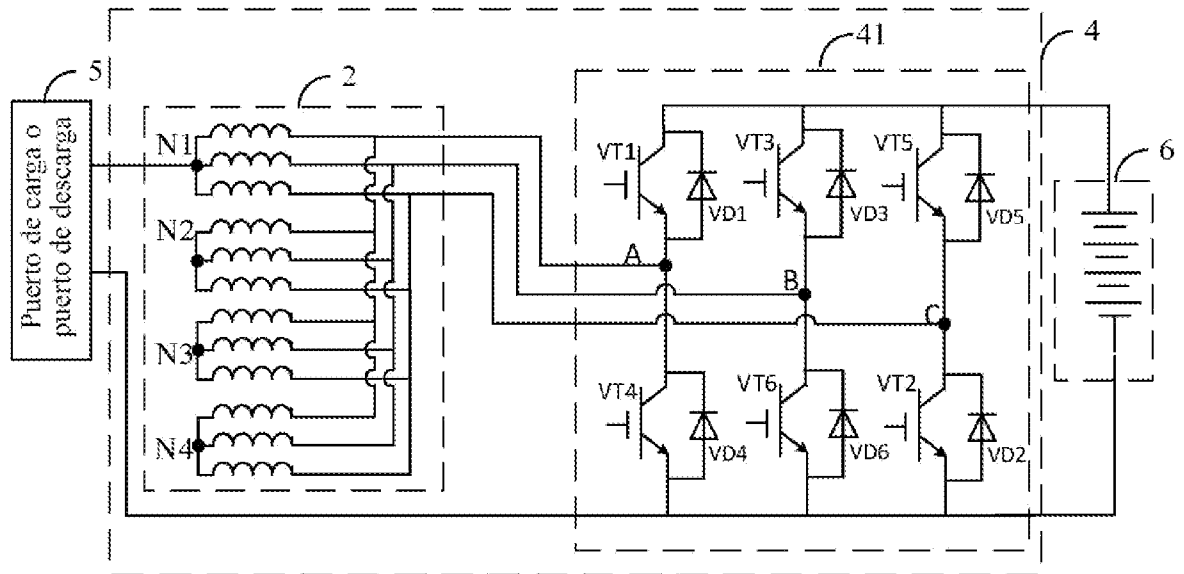 41
4
5
2
6
Puerto de carga o
puerto de descarga
N1
N2
N3
N4
VT1
VD1
VT3
VD3
VT5
VD5
A
B
C
VT4
VD4
VT6
VD6
VT2
VD2